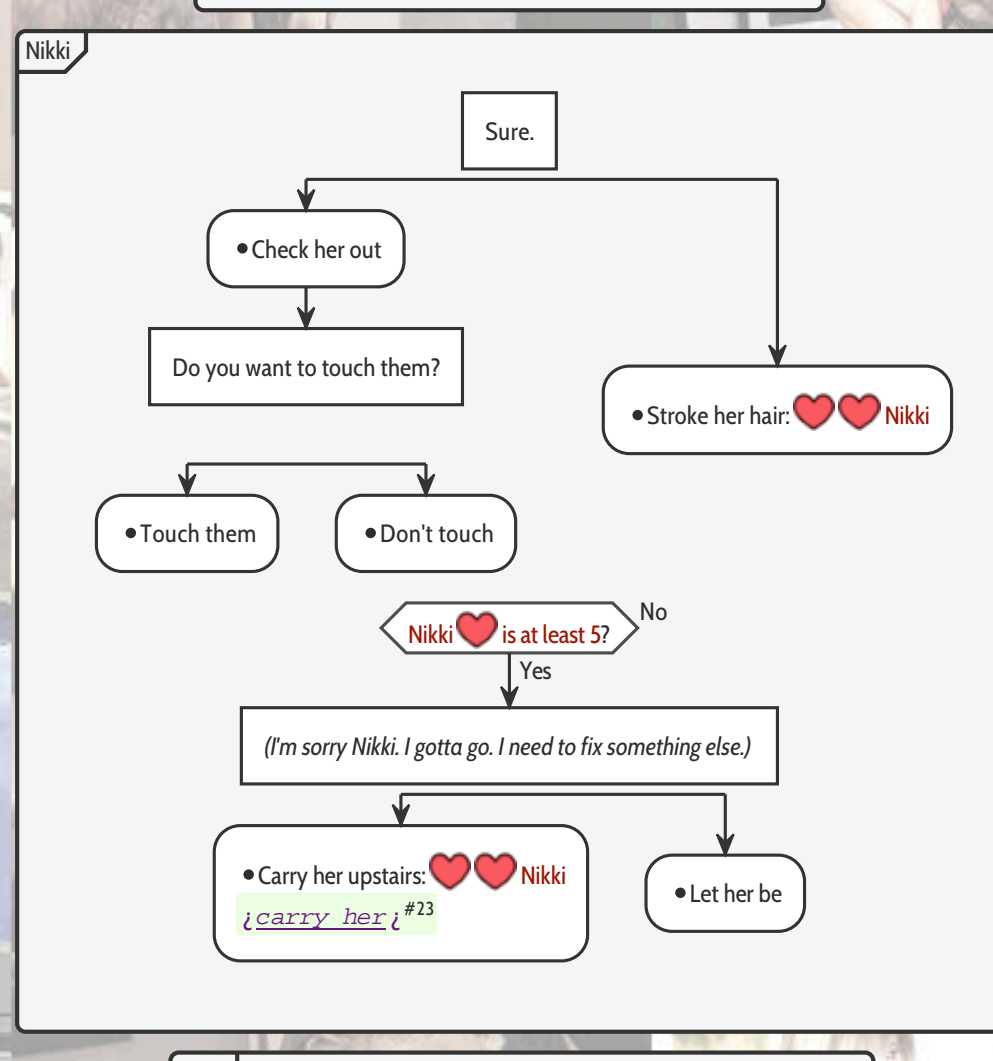 Nikki
Sure.
•Check her out
Do you want to touch them?
•Stroke her hair: Nikki
•Touch them
•Don't touch
Nikki is at least 5?
No
Yes
(I'm sorry Nikki. I gotta go. I need to fix something else.)
•Carry her upstairs: Nikki
¿carry her¿#23
•Let her be